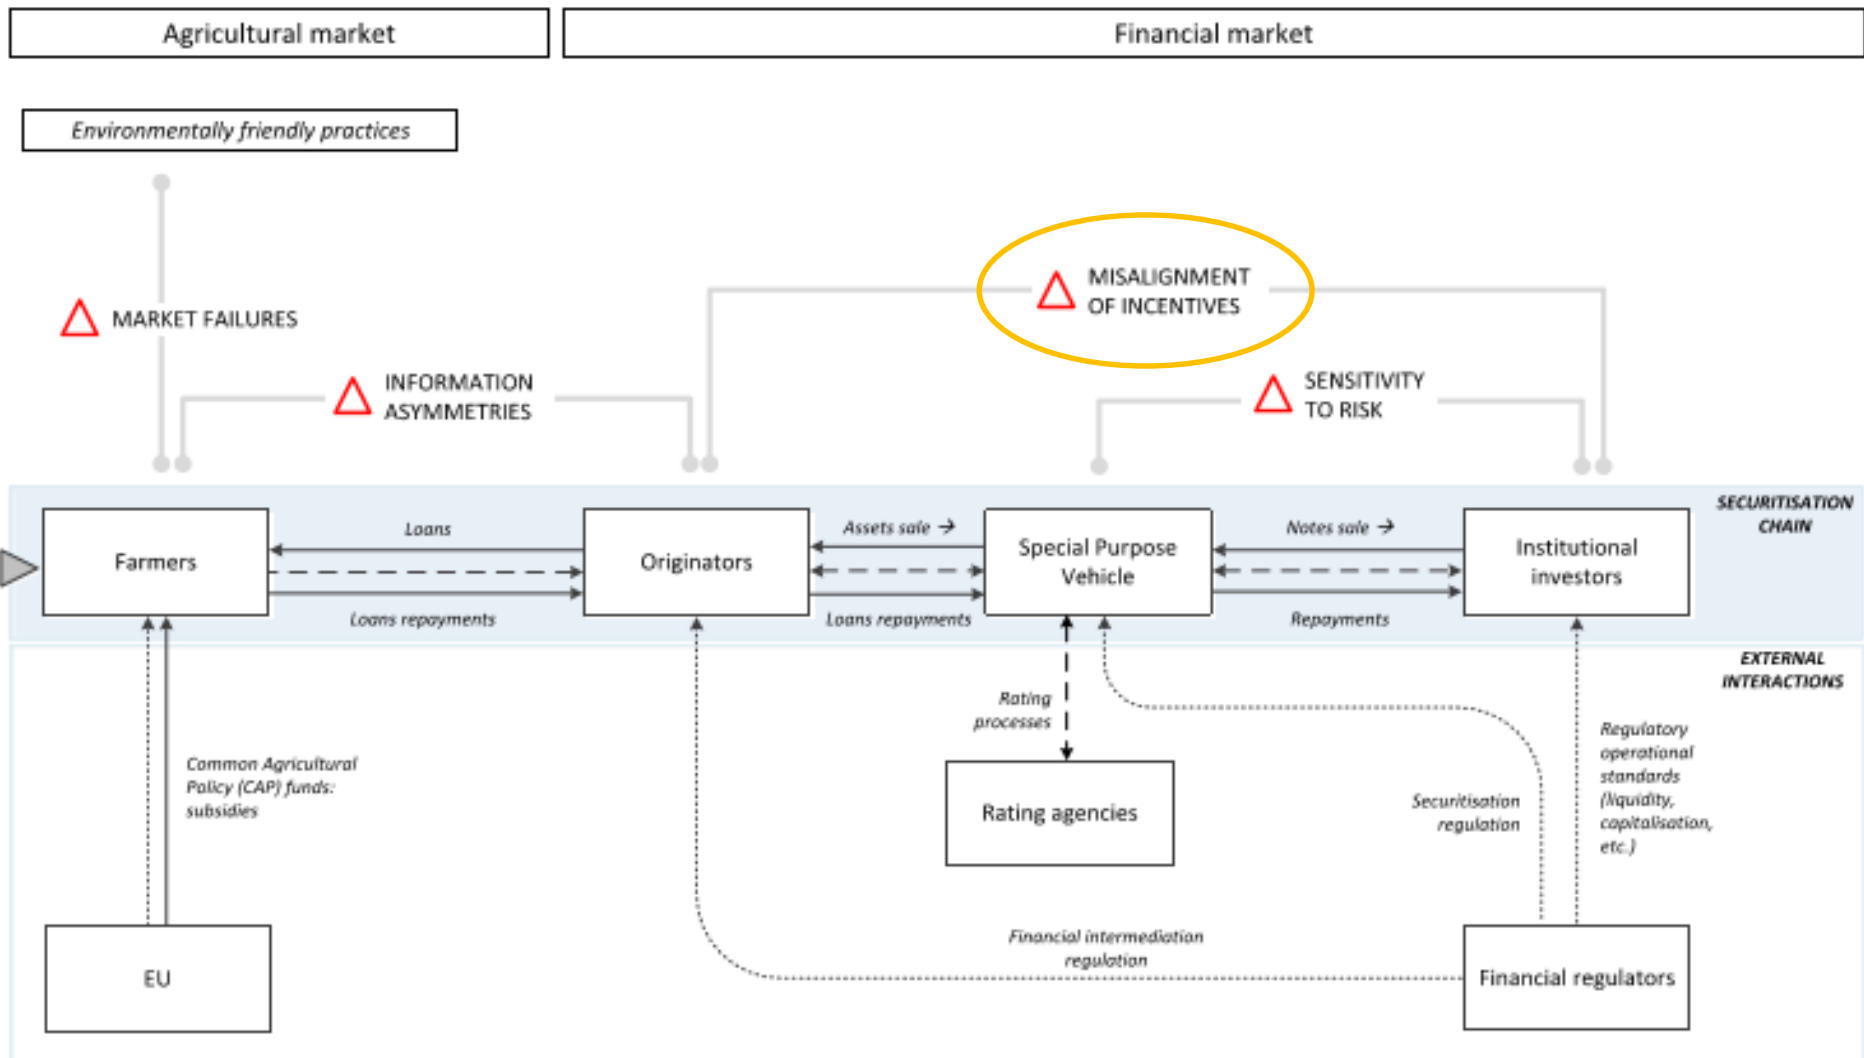 Agricultural market
Financial market
Environmentally friendly practices
MARKET FAILURES
INFORMATION
ASYMMETRIES
MISALIGNMENT
OF INCENTIVES
SENSITIVITY
TO RISK
SECURITISATION
CHAIN
Farmers
Loans
Loans repayments
Originators
Assets sale →
Loans repayments
Special Purpose
Vehicle
Notes sale →
Repayments
Institutional
investors
EXTERNAL
INTERACTIONS
Common Agricultural
Policy (CAP) funds:
subsidies
Rating
processes
Rating agencies
Securitisation
regulation
Regulatory
operational
standards
(liquidity,
capitalisation,
etc.)
Financial intermediation
regulation
EU
Financial regulators